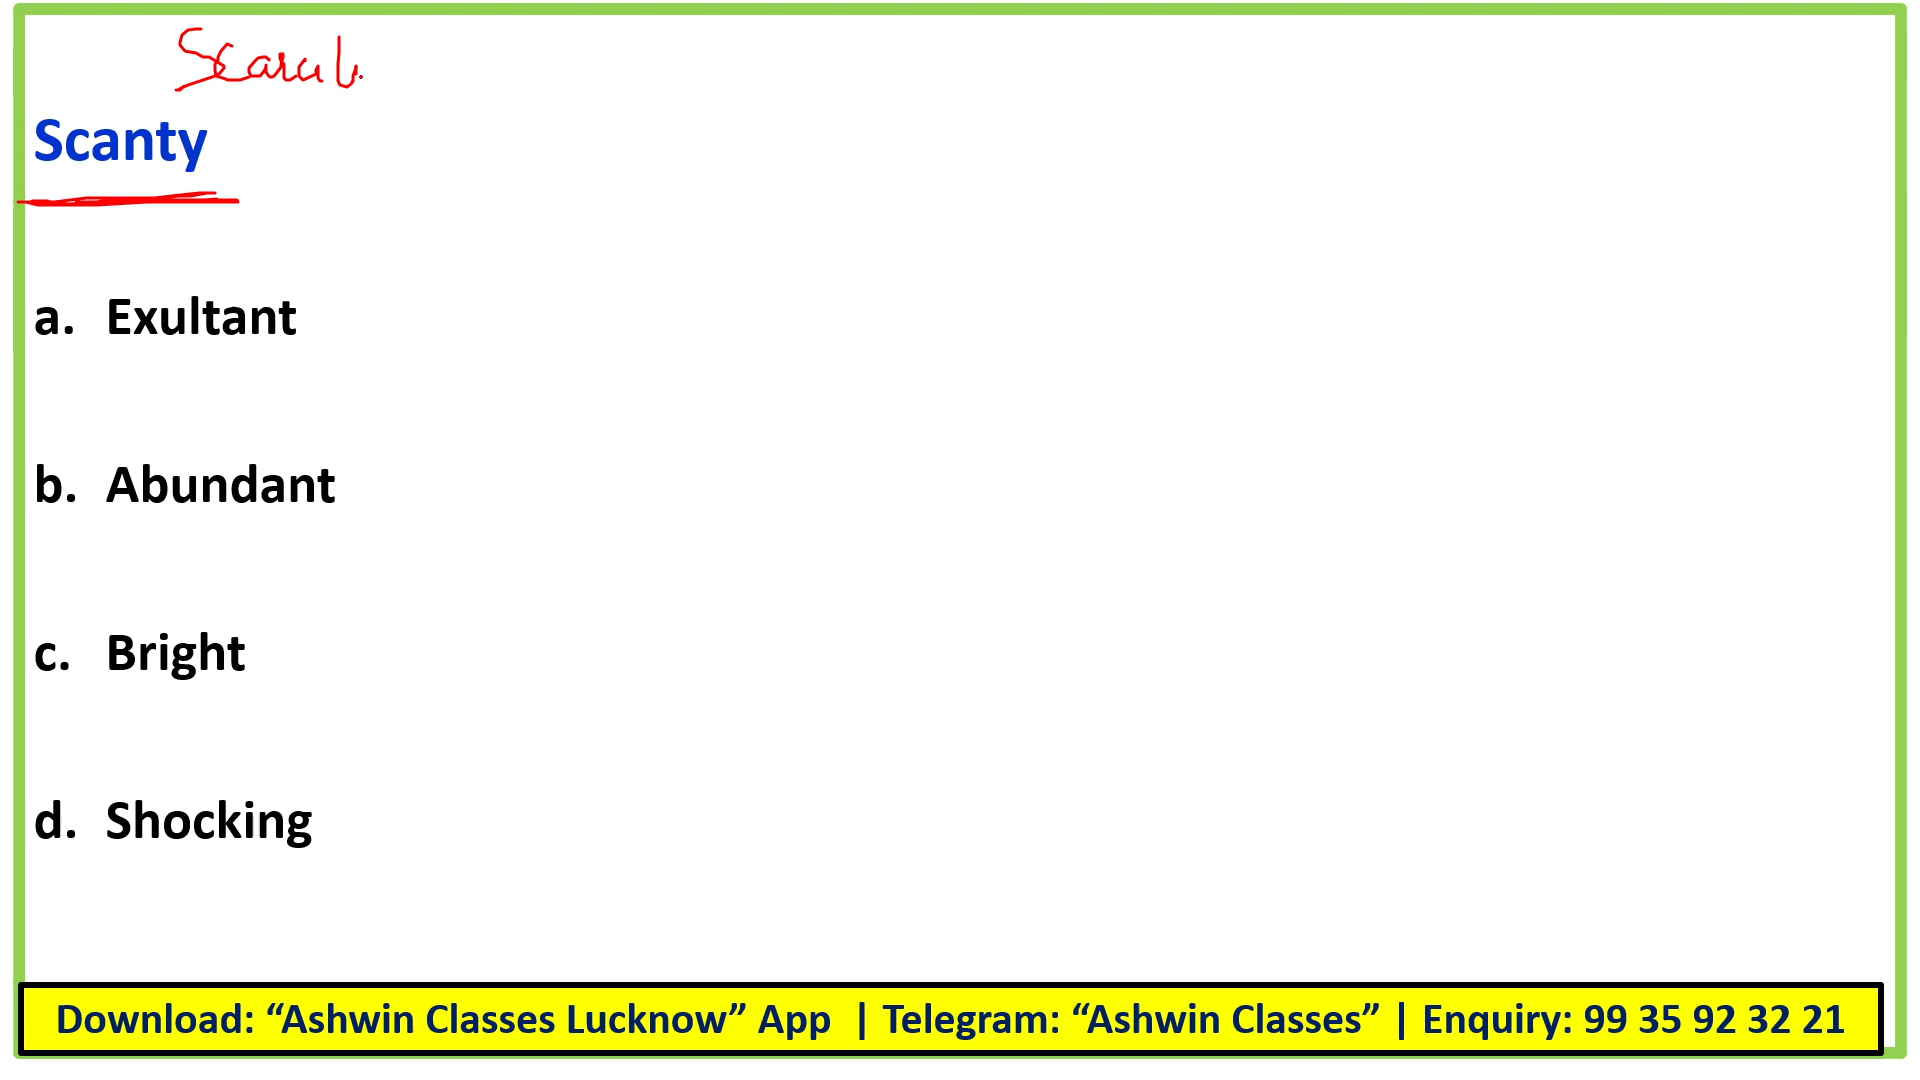 Scanty
a. Exultant
b. Abundant
c. Bright
d. Shocking
Download: “Ashwin Classes Lucknow” App | Telegram: “Ashwin Classes” | Enquiry: 99 35 92 32 21